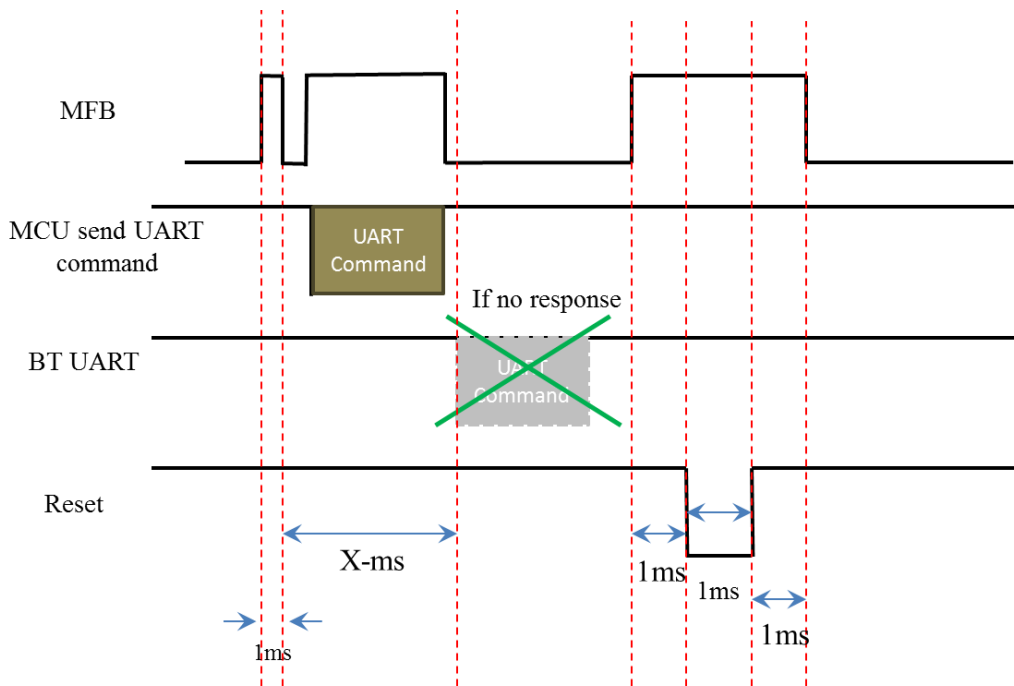 MFB
MCU send UART
command
UART
Command
If no response
BT UART
UART
Command
Reset
X-ms
1ms
1ms
1ms
1ms